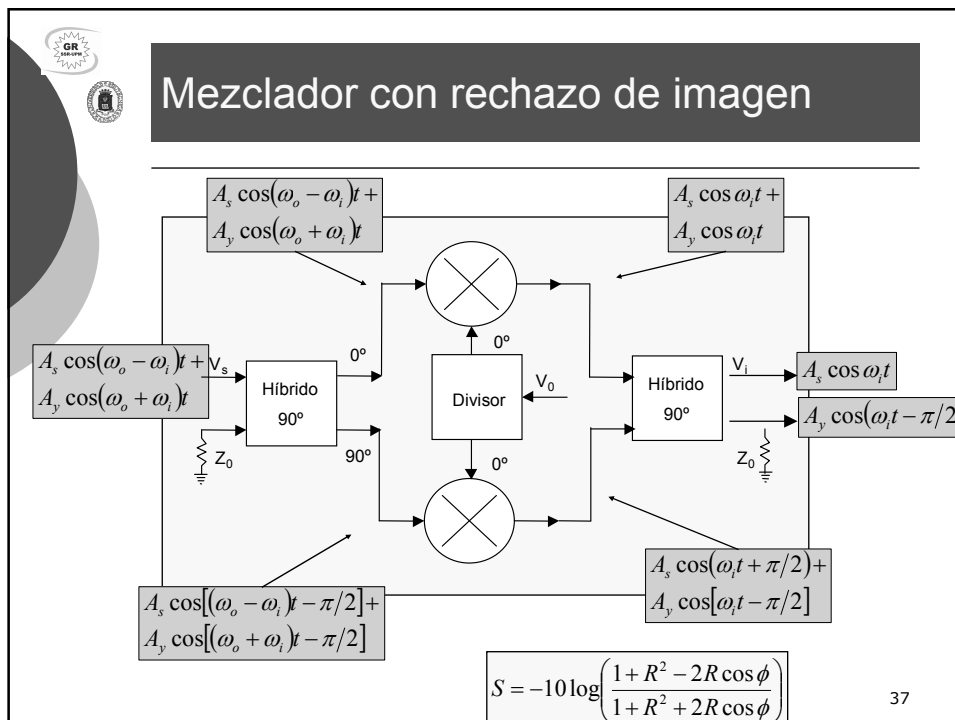 GR
SSR-UPM
Mezclador con rechazo de imagen
A_s cos(ω_o − ω_i)t +
A_y cos(ω_o + ω_i)t
A_s cos ω_i t +
A_y cos ω_i t
A_s cos(ω_o − ω_i)t +
A_y cos(ω_o + ω_i)t
V_s
Z_0
Híbrido
90º
0º
90º
0º
Divisor
0º
V_0
Híbrido
90º
V_i
Z_0
A_s cos ω_i t
A_y cos(ω_i t − π/2
A_s cos[(ω_o − ω_i)t − π/2] +
A_y cos[(ω_o + ω_i)t − π/2]
A_s cos(ω_i t + π/2) +
A_y cos[ω_i t − π/2]
S = −10 log((1 + R² − 2R cos ϕ)/(1 + R² + 2R cos ϕ))
37